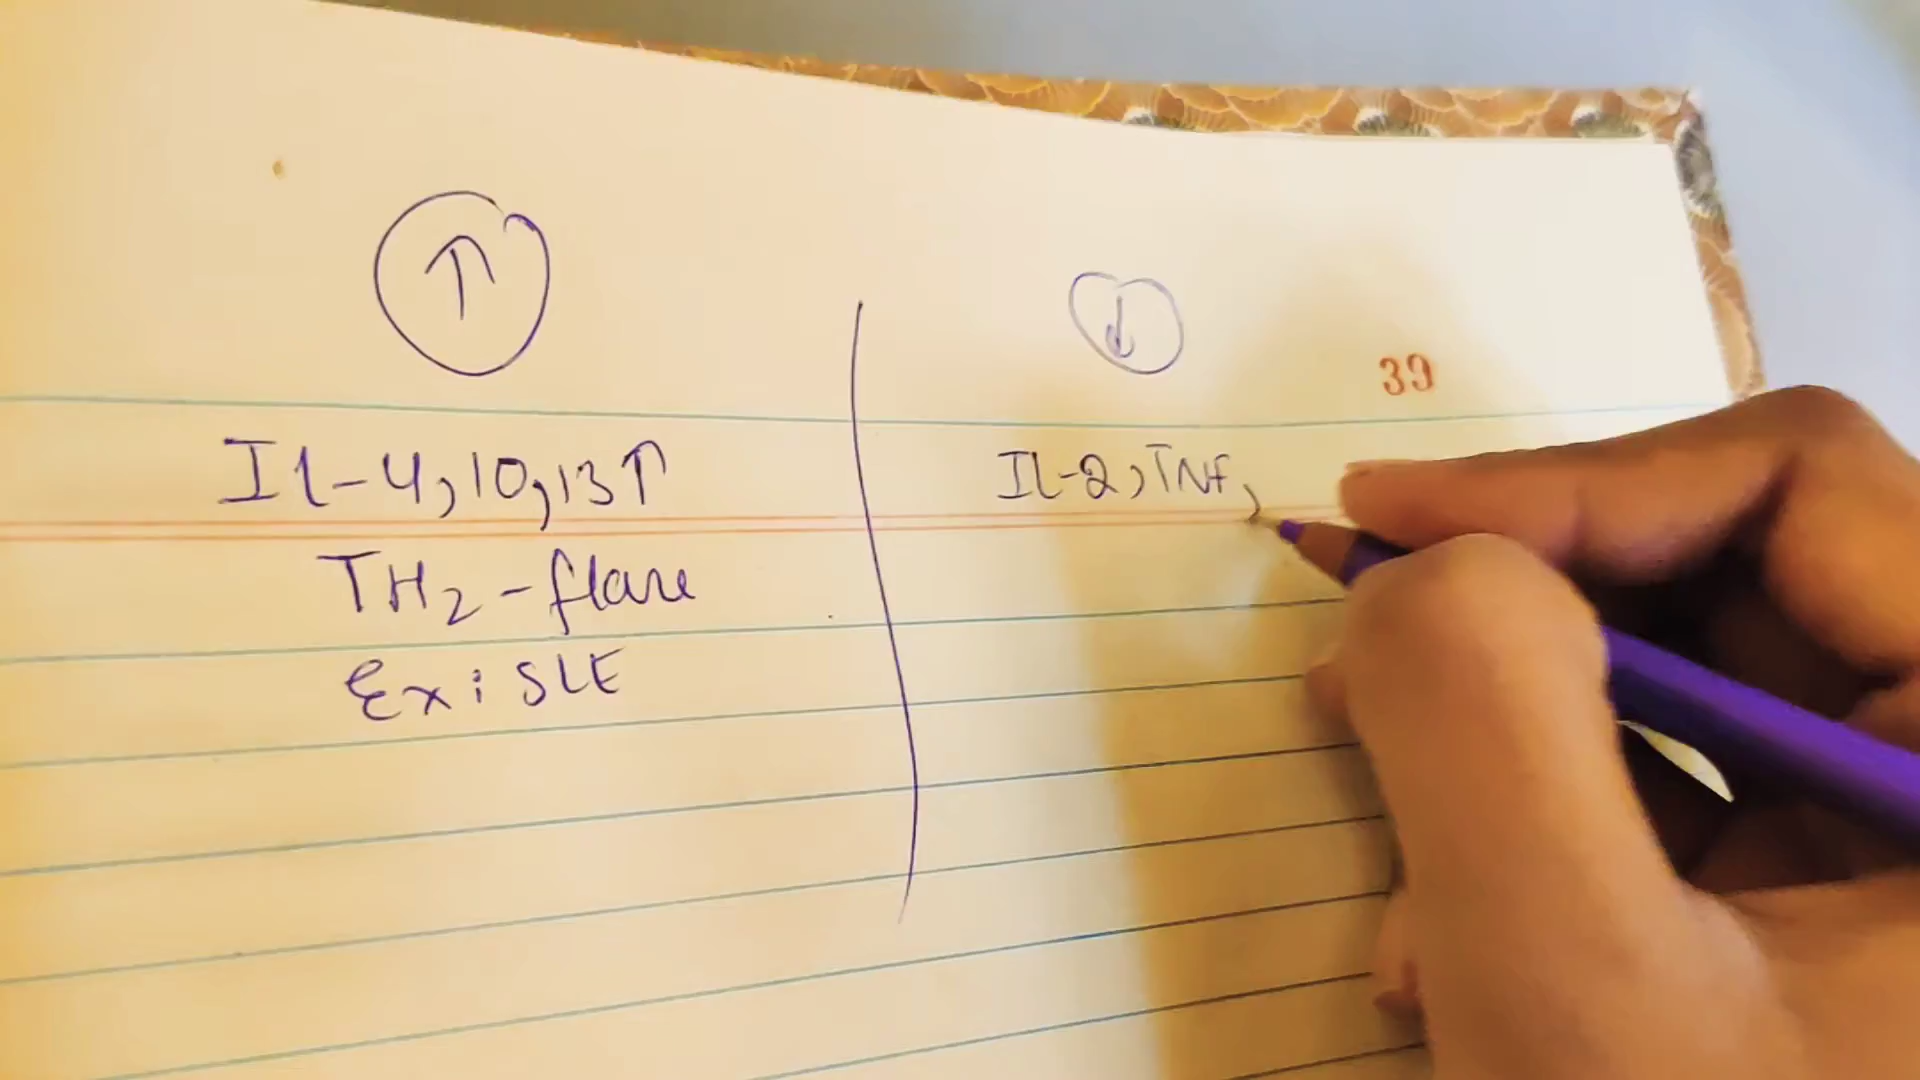 ↑
↓
39
IL-4, 10, 13 ↑
IL-2, TNF,
TH2 - flare
Ex: SLE